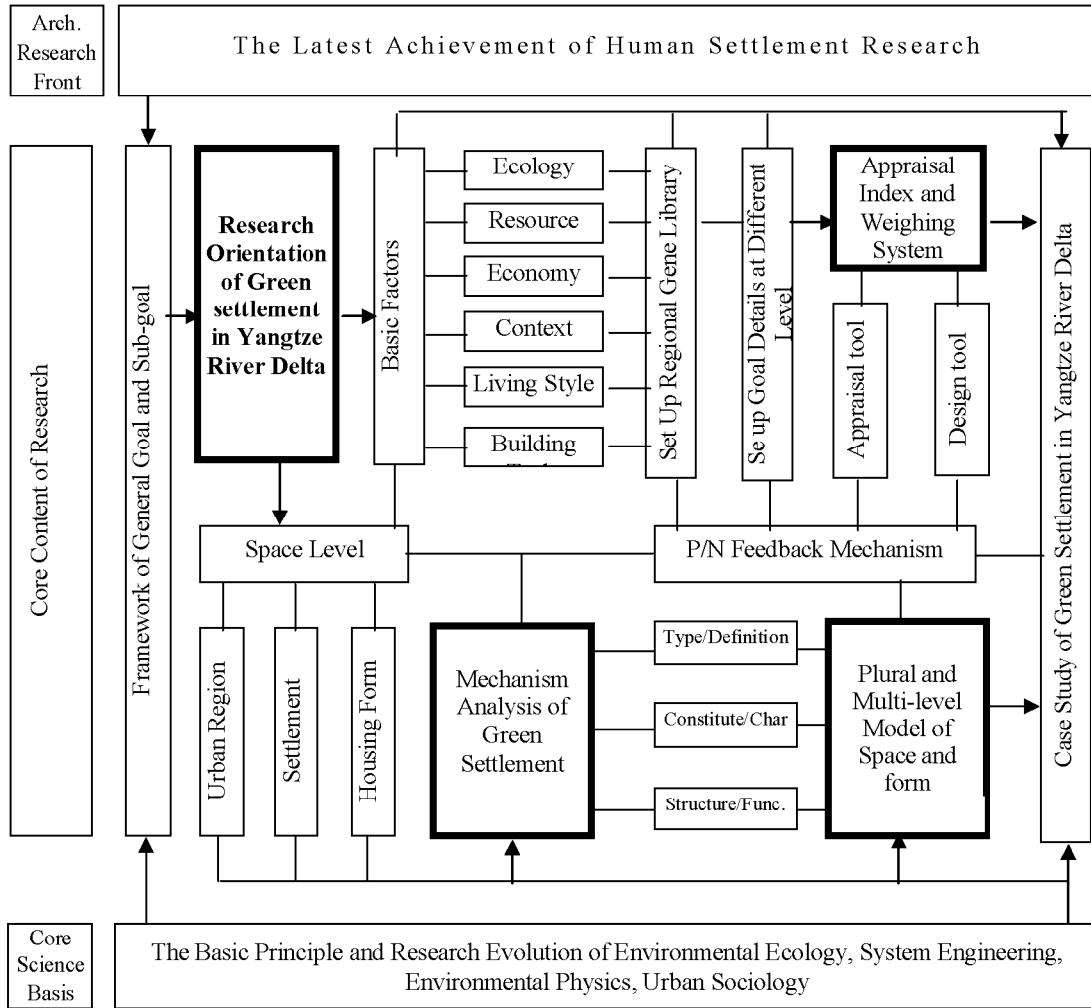 Arch.
Research
Front
The Latest Achievement of Human Settlement Research
Core Content of Research
Framework of General Goal and Sub-goal
Research
Orientation
of Green
settlement
in Yangtze
River Delta
Basic Factors
Ecology
Resource
Economy
Context
Living Style
Building
Set Up Regional Gene Library
Se up Goal Details at Different
Level
Appraisal
Index and
Weighing
System
Appraisal tool
Design tool
Case Study of Green Settlement in Yangtze River Delta
Space Level
P/N Feedback Mechanism
Urban Region
Settlement
Housing Form
Mechanism
Analysis of
Green
Settlement
Type/Definition
Constitute/Char
Structure/Func.
Plural and
Multi-level
Model of
Space and
form
Core
Science
Basis
The Basic Principle and Research Evolution of Environmental Ecology, System Engineering,
Environmental Physics, Urban Sociology